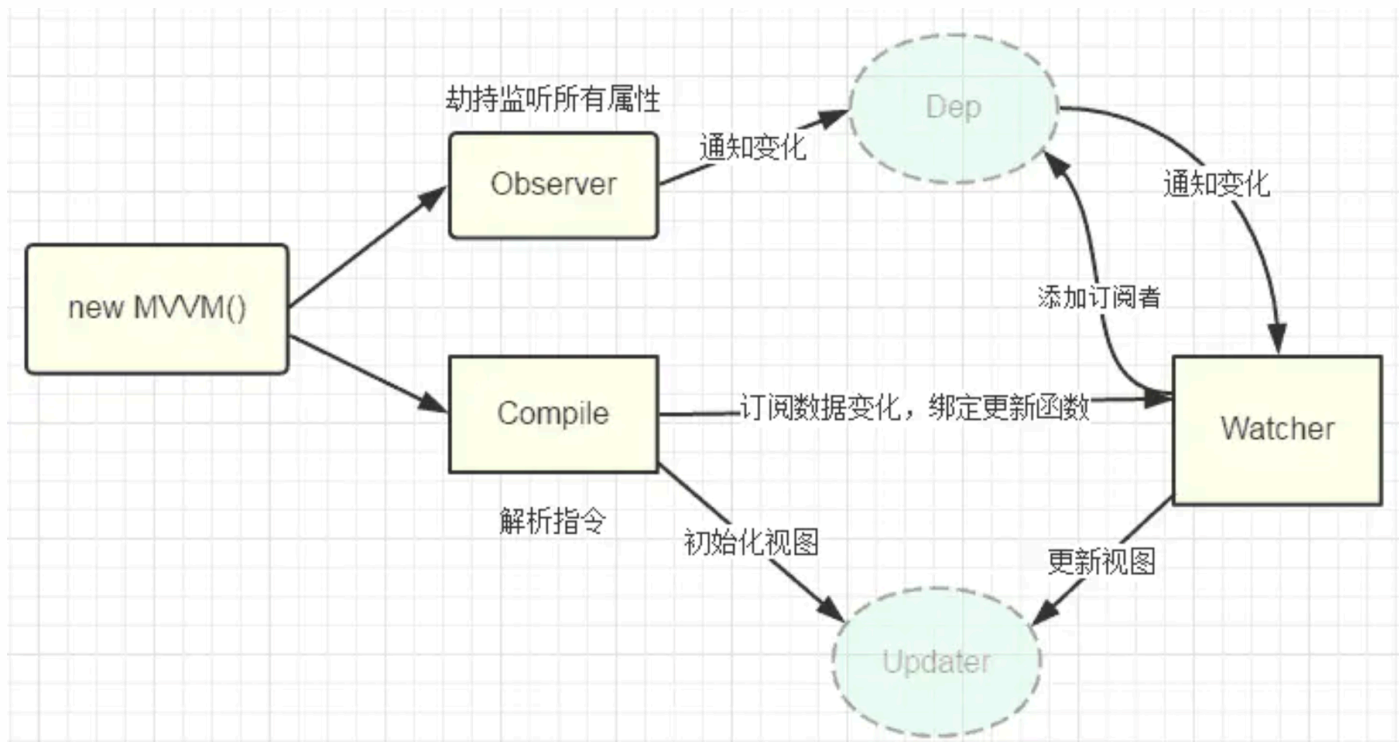 劫持监听所有属性
Dep
通知变化
Observer
通知变化
new MVVM()
添加订阅者
Compile
订阅数据变化，绑定更新函数
Watcher
解析指令
初始化视图
更新视图
Updater